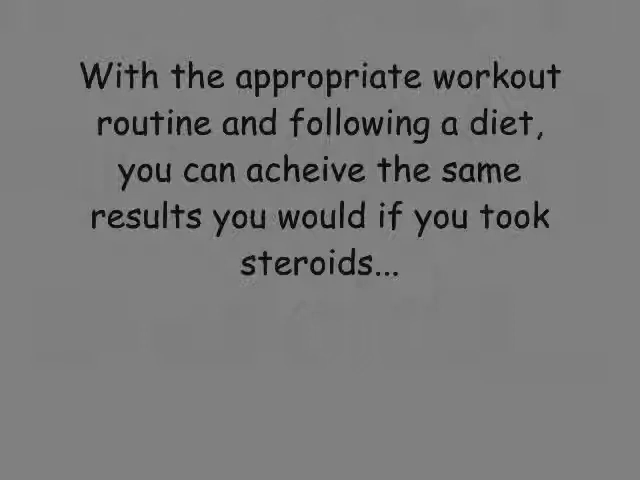 With the appropriate workout
routine and following a diet,
you can acheive the same
results you would if you took
steroids...